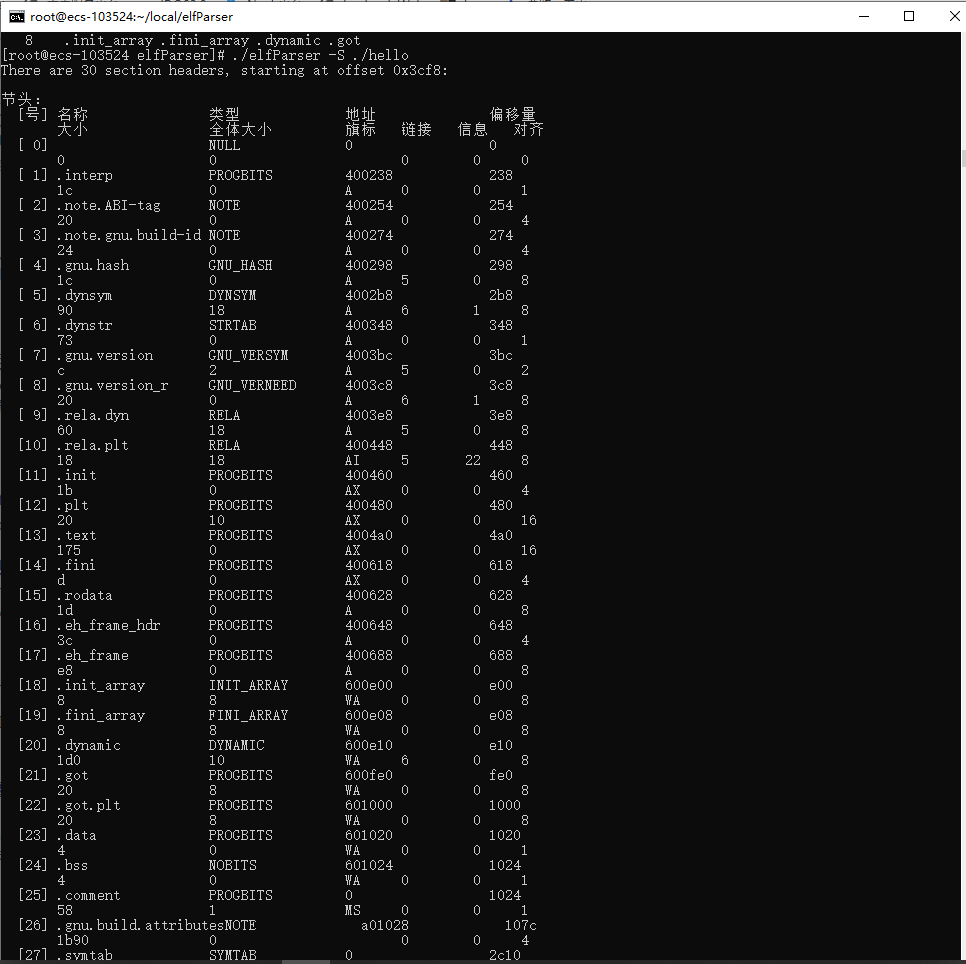 root@ecs-103524:~/local/elfParser
8 .init_array .fini_array .dynamic .got
[root@ecs-103524 elfParser]# ./elfParser -S ./hello
There are 30 section headers, starting at offset 0x3cf8:
节头:
[号] 名称 类型 地址 偏移量
大小 全体大小 旗标 链接 信息 对齐
[ 0] NULL 0 0
0 0 0 0 0
[ 1] .interp PROGBITS 400238 238
1c 0 A 0 0 1
[ 2] .note.ABI-tag NOTE 400254 254
20 0 A 0 0 4
[ 3] .note.gnu.build-id NOTE 400274 274
24 0 A 0 0 4
[ 4] .gnu.hash GNU_HASH 400298 298
1c 0 A 5 0 8
[ 5] .dynsym DYNSYM 4002b8 2b8
90 18 A 6 1 8
[ 6] .dynstr STRTAB 400348 348
73 0 A 0 0 1
[ 7] .gnu.version GNU_VERSYM 4003bc 3bc
c 2 A 5 0 2
[ 8] .gnu.version_r GNU_VERNEED 4003c8 3c8
20 0 A 6 1 8
[ 9] .rela.dyn RELA 4003e8 3e8
60 18 A 5 0 8
[10] .rela.plt RELA 400448 448
18 18 AI 5 22 8
[11] .init PROGBITS 400460 460
1b 0 AX 0 0 4
[12] .plt PROGBITS 400480 480
20 10 AX 0 0 16
[13] .text PROGBITS 4004a0 4a0
175 0 AX 0 0 16
[14] .fini PROGBITS 400618 618
d 0 AX 0 0 4
[15] .rodata PROGBITS 400628 628
1d 0 A 0 0 8
[16] .eh_frame_hdr PROGBITS 400648 648
3c 0 A 0 0 4
[17] .eh_frame PROGBITS 400688 688
e8 0 A 0 0 8
[18] .init_array INIT_ARRAY 600e00 e00
8 8 WA 0 0 8
[19] .fini_array FINI_ARRAY 600e08 e08
8 8 WA 0 0 8
[20] .dynamic DYNAMIC 600e10 e10
1d0 10 WA 6 0 8
[21] .got PROGBITS 600fe0 fe0
20 8 WA 0 0 8
[22] .got.plt PROGBITS 601000 1000
20 8 WA 0 0 8
[23] .data PROGBITS 601020 1020
4 0 WA 0 0 1
[24] .bss NOBITS 601024 1024
4 0 WA 0 0 1
[25] .comment PROGBITS 0 1024
58 1 MS 0 0 1
[26] .gnu.build.attributesNOTE a01028 107c
1b90 0 0 0 4
[27] .symtab SYMTAB 0 2c10